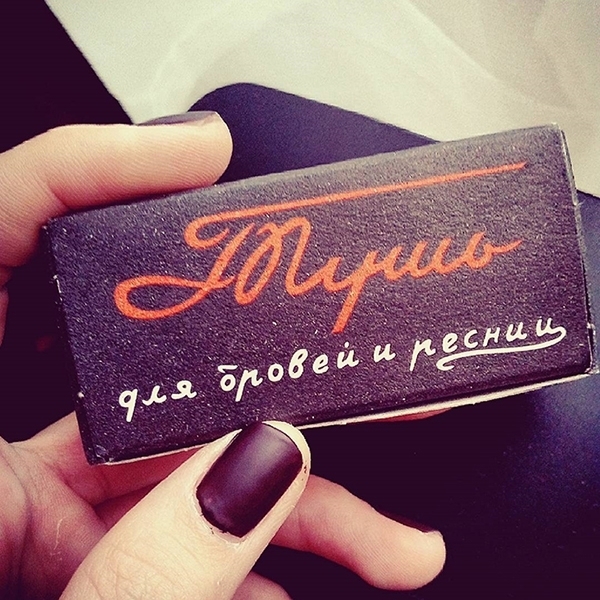 Тушь
для бровей и ресниц